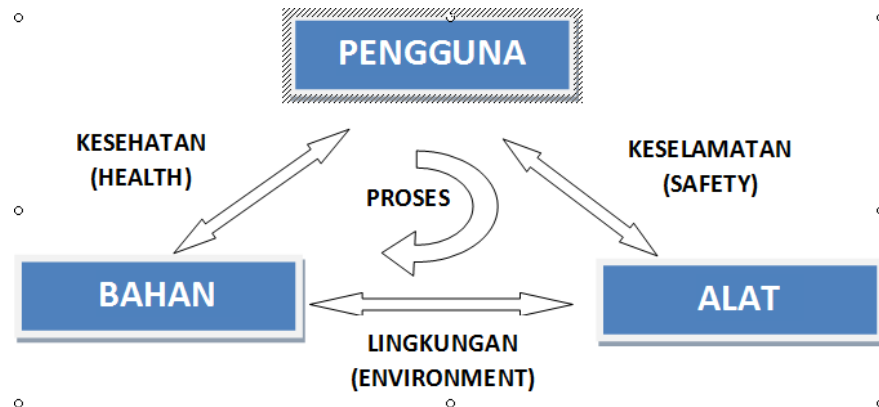 PENGGUNA
KESEHATAN
(HEALTH)
KESELAMATAN
(SAFETY)
PROSES
BAHAN
ALAT
LINGKUNGAN
(ENVIRONMENT)